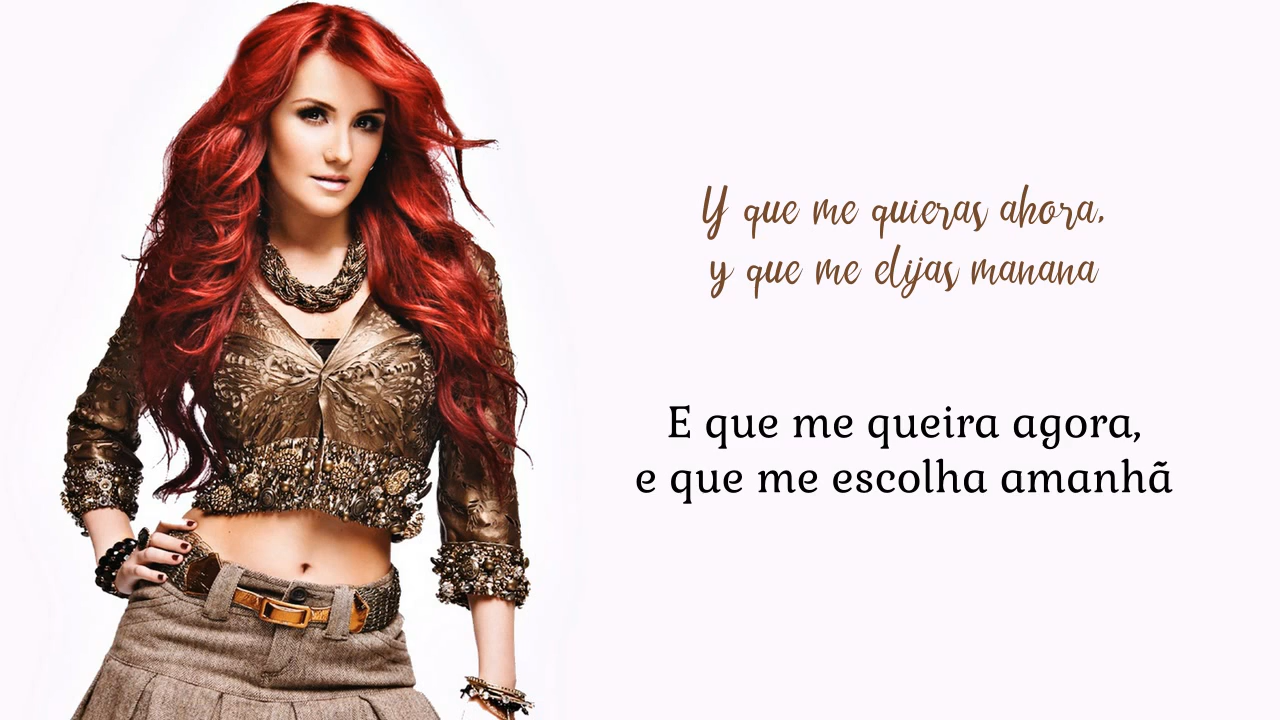 Y que me quieras ahora,
y que me elijas manana
E que me queira agora,
e que me escolha amanhã